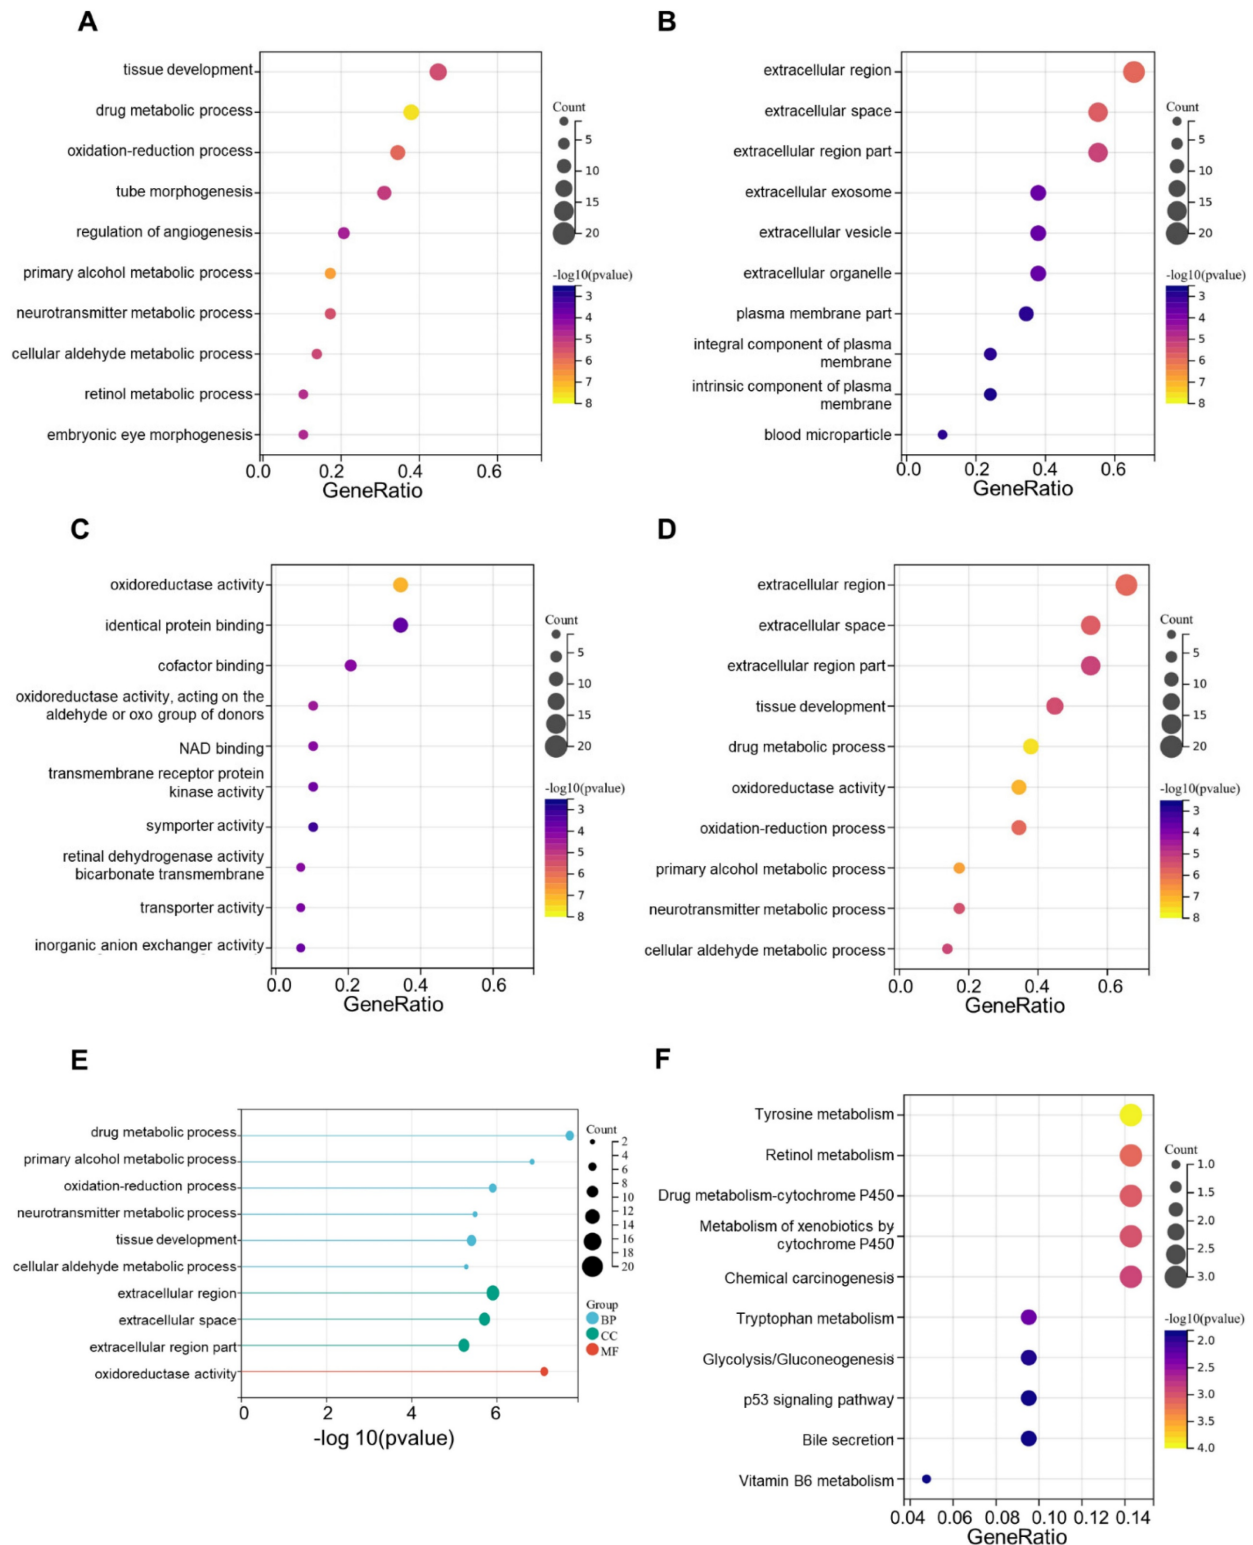 A
tissue development
drug metabolic process
oxidation-reduction process
tube morphogenesis
regulation of angiogenesis
primary alcohol metabolic process
neurotransmitter metabolic process
cellular aldehyde metabolic process
retinol metabolic process
embryonic eye morphogenesis
0.0 0.2 0.4 0.6
GeneRatio
Count
5
10
15
20
-log10(pvalue)
3
4
5
6
7
8
B
extracellular region
extracellular space
extracellular region part
extracellular exosome
extracellular vesicle
extracellular organelle
plasma membrane part
integral component of plasma
membrane
intrinsic component of plasma
membrane
blood microparticle
0.0 0.2 0.4 0.6
GeneRatio
Count
5
10
15
20
-log10(pvalue)
3
4
5
6
7
8
C
oxidoreductase activity
identical protein binding
cofactor binding
oxidoreductase activity, acting on the
aldehyde or oxo group of donors
NAD binding
transmembrane receptor protein
kinase activity
symporter activity
retinal dehydrogenase activity
bicarbonate transmembrane
transporter activity
inorganic anion exchanger activity
0.0 0.2 0.4 0.6
GeneRatio
Count
5
10
15
20
-log10(pvalue)
3
4
5
6
7
8
D
extracellular region
extracellular space
extracellular region part
tissue development
drug metabolic process
oxidoreductase activity
oxidation-reduction process
primary alcohol metabolic process
neurotransmitter metabolic process
cellular aldehyde metabolic process
0.0 0.2 0.4 0.6
GeneRatio
Count
5
10
15
20
-log10(pvalue)
3
4
5
6
7
8
E
drug metabolic process
primary alcohol metabolic process
oxidation-reduction process
neurotransmitter metabolic process
tissue development
cellular aldehyde metabolic process
extracellular region
extracellular space
extracellular region part
oxidoreductase activity
0 2 4 6
-log 10(pvalue)
Count
2
4
6
8
10
12
14
16
18
20
Group
BP
CC
MF
F
Tyrosine metabolism
Retinol metabolism
Drug metabolism-cytochrome P450
Metabolism of xenobiotics by
cytochrome P450
Chemical carcinogenesis
Tryptophan metabolism
Glycolysis/Gluconeogenesis
p53 signaling pathway
Bile secretion
Vitamin B6 metabolism
0.04 0.06 0.08 0.10 0.12 0.14
GeneRatio
Count
1.0
1.5
2.0
2.5
3.0
-log10(pvalue)
2.0
2.5
3.0
3.5
4.0